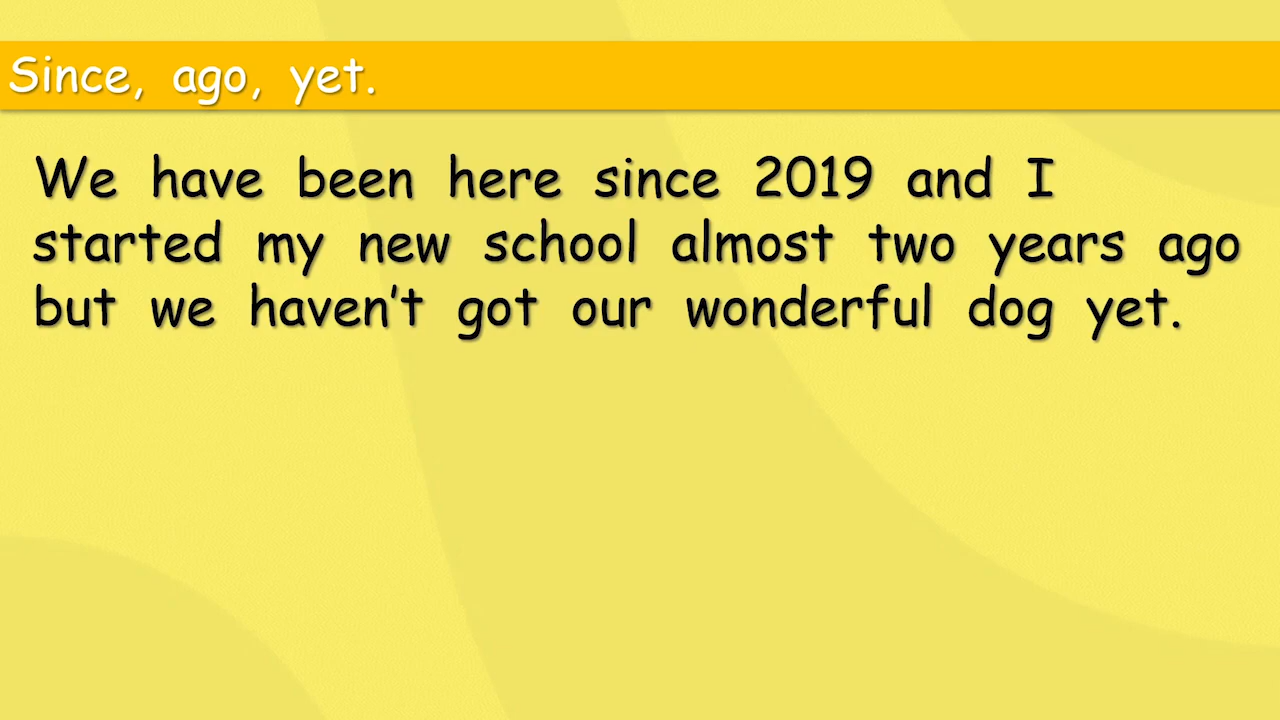 Since, ago, yet.
We have been here since 2019 and I
started my new school almost two years ago
but we haven’t got our wonderful dog yet.